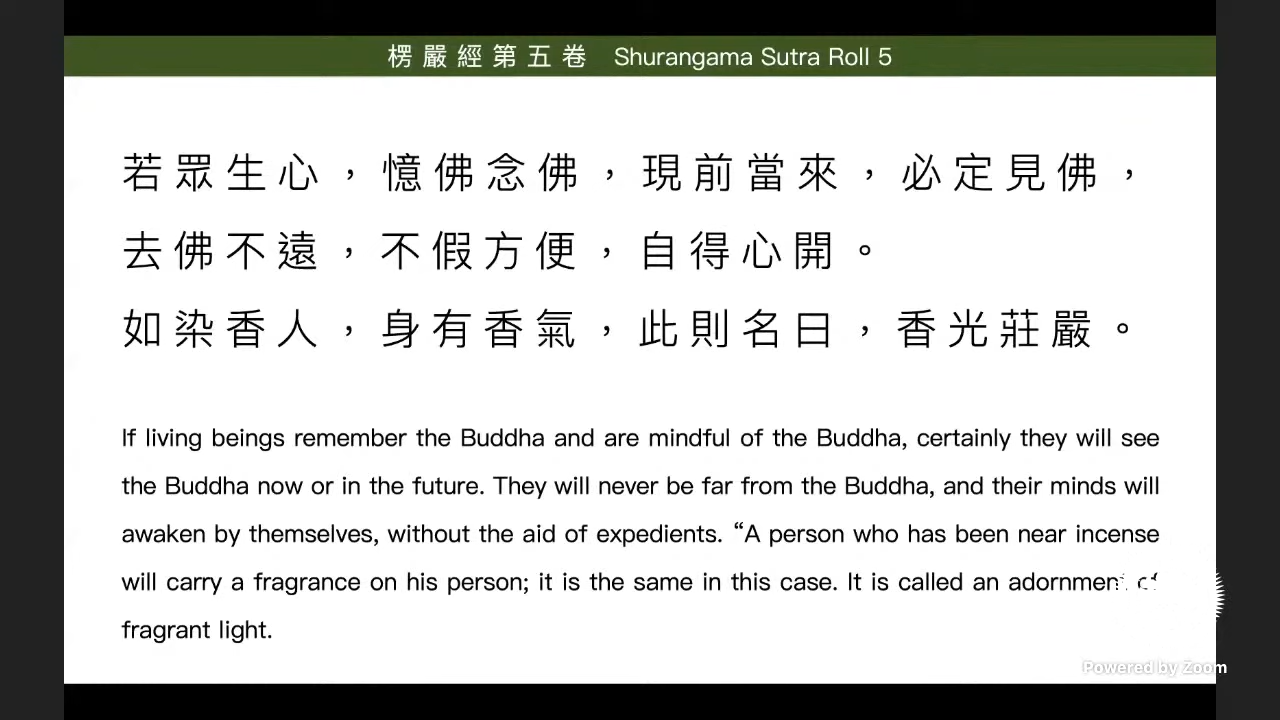 楞嚴經第五卷 Shurangama Sutra Roll 5
若眾生心，憶佛念佛，現前當來，必定見佛，
去佛不遠，不假方便，自得心開。
如染香人，身有香氣，此則名曰，香光莊嚴。
If living beings remember the Buddha and are mindful of the Buddha, certainly they will see
the Buddha now or in the future. They will never be far from the Buddha, and their minds will
awaken by themselves, without the aid of expedients. “A person who has been near incense
will carry a fragrance on his person; it is the same in this case. It is called an adornment of
fragrant light.
Powered by Zoom